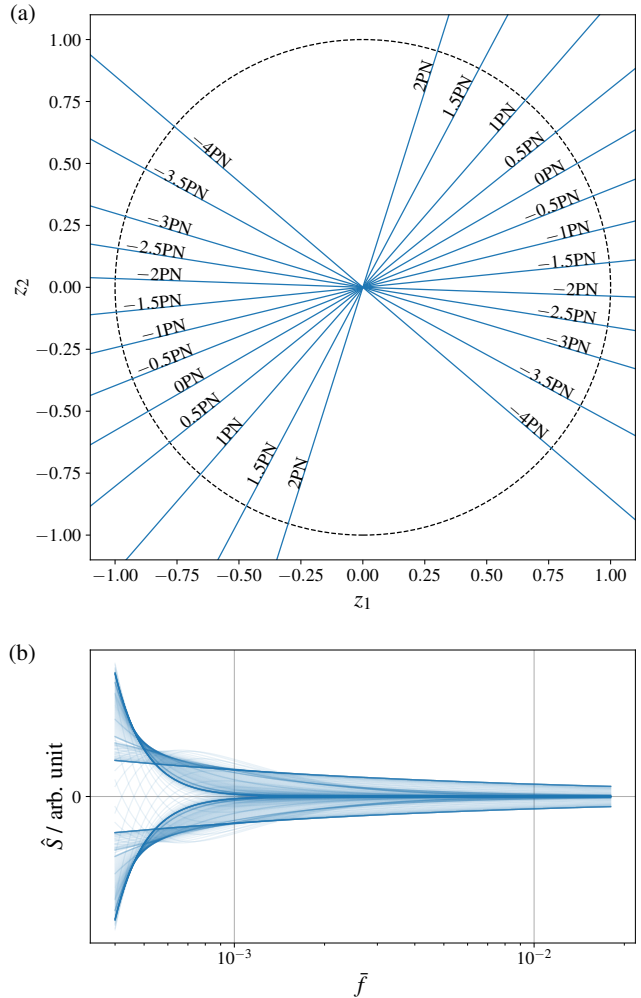 (a)
1.00
0.75
0.50
0.25
0.00
−0.25
−0.50
−0.75
−1.00
z2
2PN
1.5PN
1PN
0.5PN
0PN
−0.5PN
−1PN
−1.5PN
−2PN
−2.5PN
−3PN
−3.5PN
−4PN
−4PN
−3.5PN
−3PN
−2.5PN
−2PN
−1.5PN
−1PN
−0.5PN
0PN
0.5PN
1PN
1.5PN
2PN
−1.00 −0.75 −0.50 −0.25 0.00 0.25 0.50 0.75 1.00
z1
(b)
Ŝ / arb. unit
0
10−3 10−2
f̄